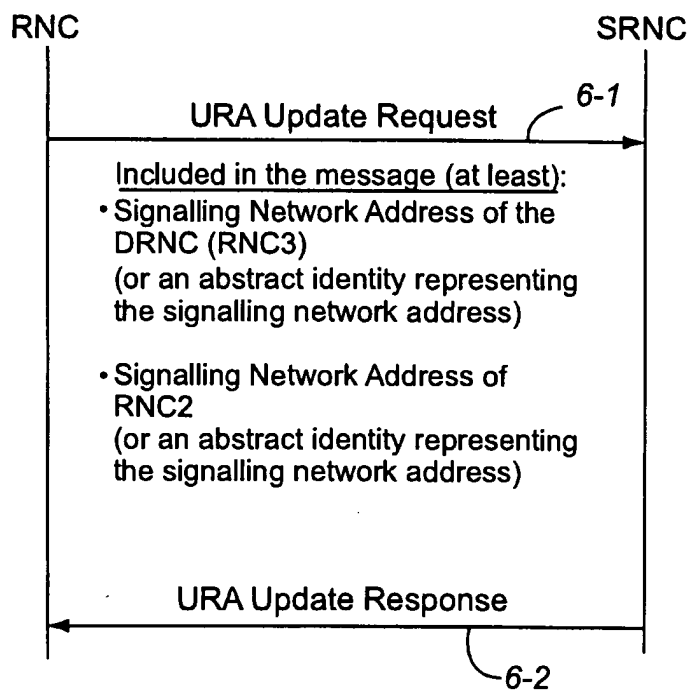 RNC
SRNC
6-1
URA Update Request
Included in the message (at least):
• Signalling Network Address of the
DRNC (RNC3)
(or an abstract identity representing
the signalling network address)
• Signalling Network Address of
RNC2
(or an abstract identity representing
the signalling network address)
URA Update Response
6-2